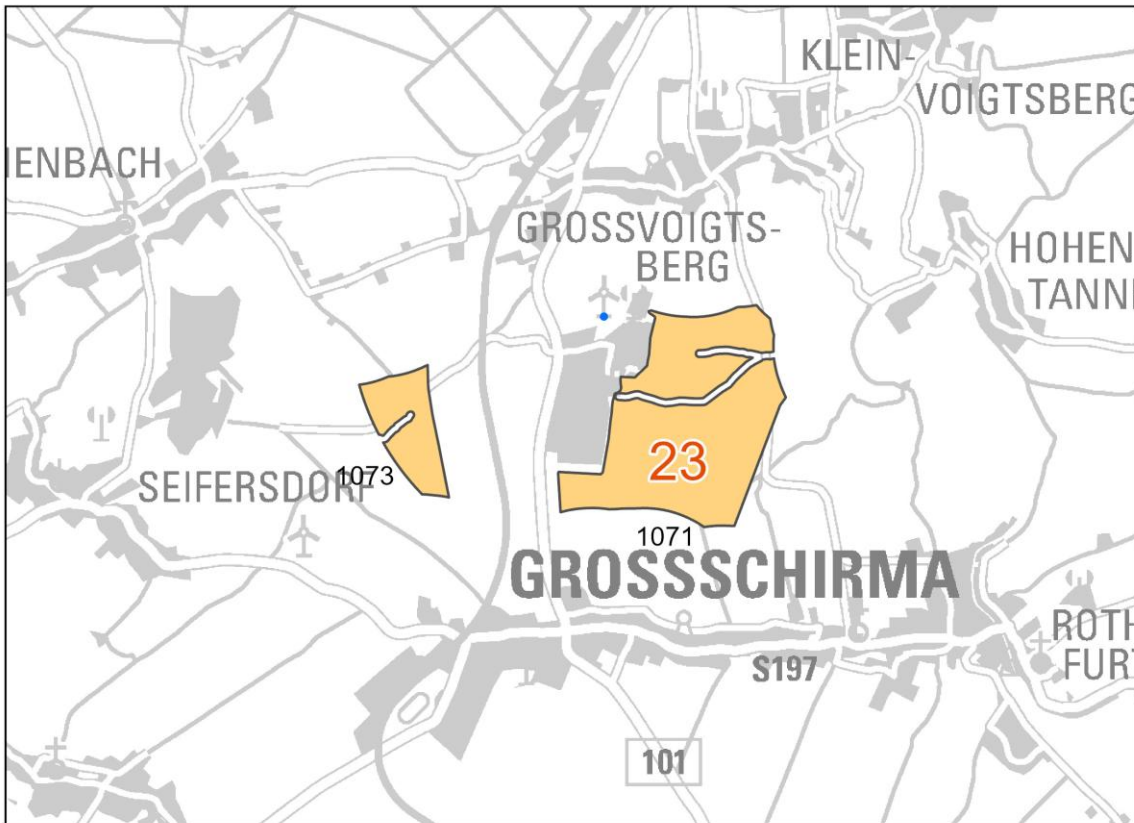 KLEIN-
VOIGTSBERG
IENBACH
GROSSVOIGTS-
BERG
HOHEN
TANN
23
1073
SEIFERSDORF
1071
GROSSSCHIRMA
ROTH
FURT
S197
101